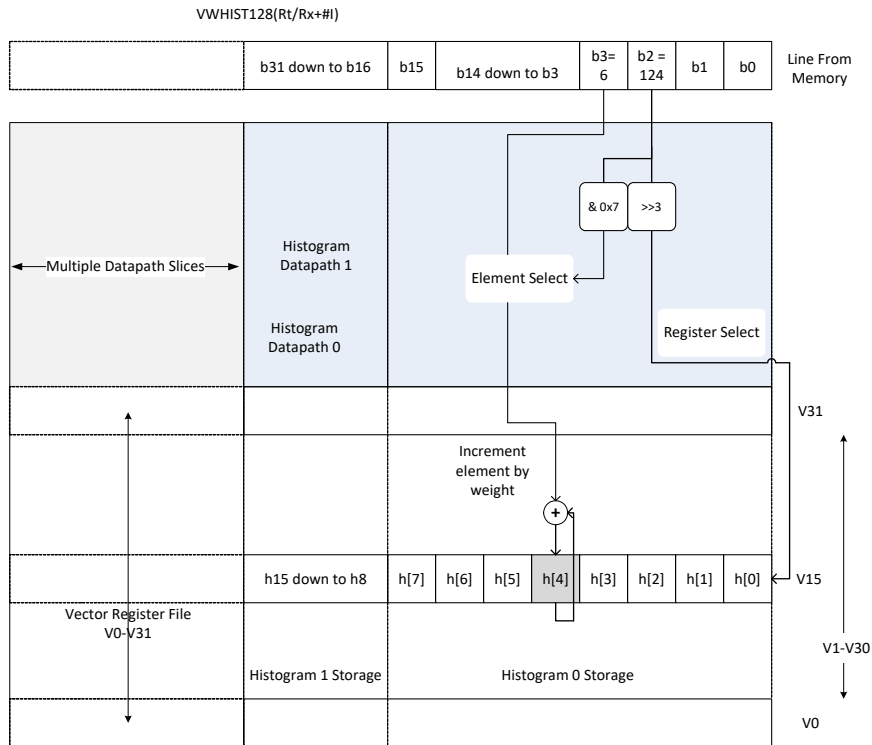 VWHIST128(Rt/Rx+#I)
b31 down to b16
b15
b14 down to b3
b3=
6
b2 =
124
b1
b0
Line From
Memory
& 0x7
>>3
Multiple Datapath Slices
Histogram
Datapath 1
Element Select
Histogram
Datapath 0
Register Select
V31
Increment
element by
weight
+
h15 down to h8
h[7]
h[6]
h[5]
h[4]
h[3]
h[2]
h[1]
h[0]
V15
Vector Register File
V0-V31
V1-V30
Histogram 1 Storage
Histogram 0 Storage
V0